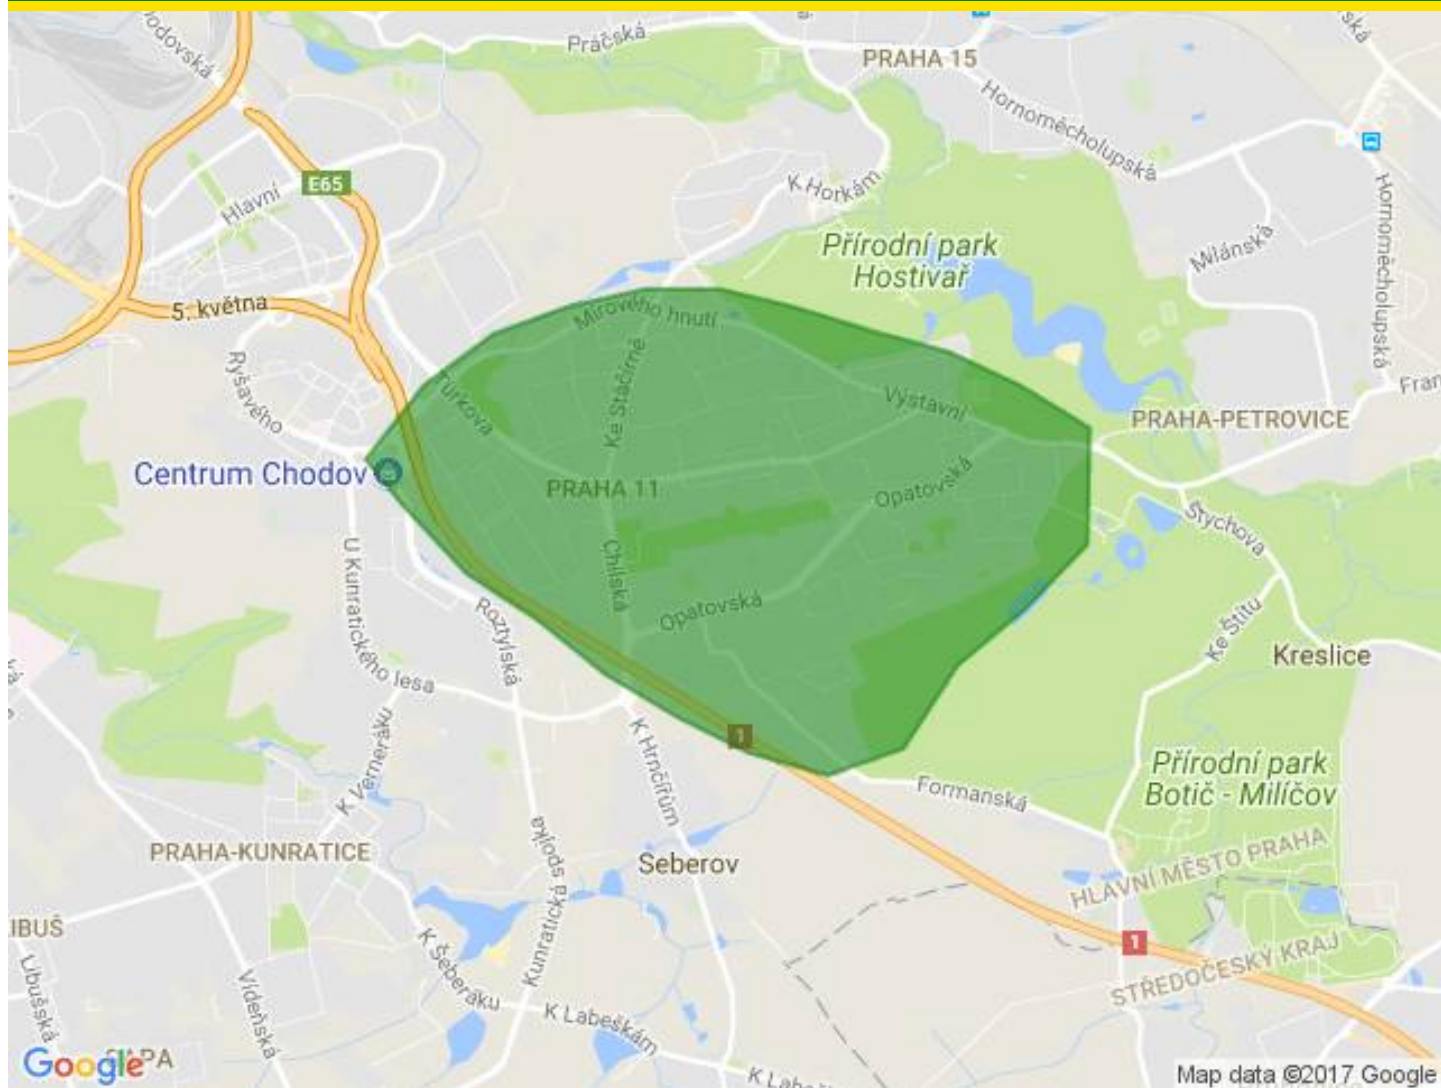 Práčská
PRAHA 15
Hornoměcholupská
K Horkám
E65
Hlavní
Hornoměcholupská
Přírodní park
Hostivař
Milánská
5. května
Mírového hnutí
Ryšavého
Ke Stáčírně
Türkova
Výstavní
PRAHA-PETROVICE
Centrum Chodov
PRAHA 11
Opatovská
Štychova
U Kunratického lesa
Chilská
Opatovská
Roztylská
Ke Štítu
Kreslice
K Verneráku
K Hrnčířům
1
Přírodní park
Botič - Milíčov
Formanská
PRAHA-KUNRATICE
Kunratická spojka
Seberov
HLAVNÍ MĚSTO PRAHA
IBUŠ
K Šeberáku
1
STŘEDOČESKÝ KRAJ
Libušská
Vídeňská
K Labeškám
Google
Map data ©2017 Google